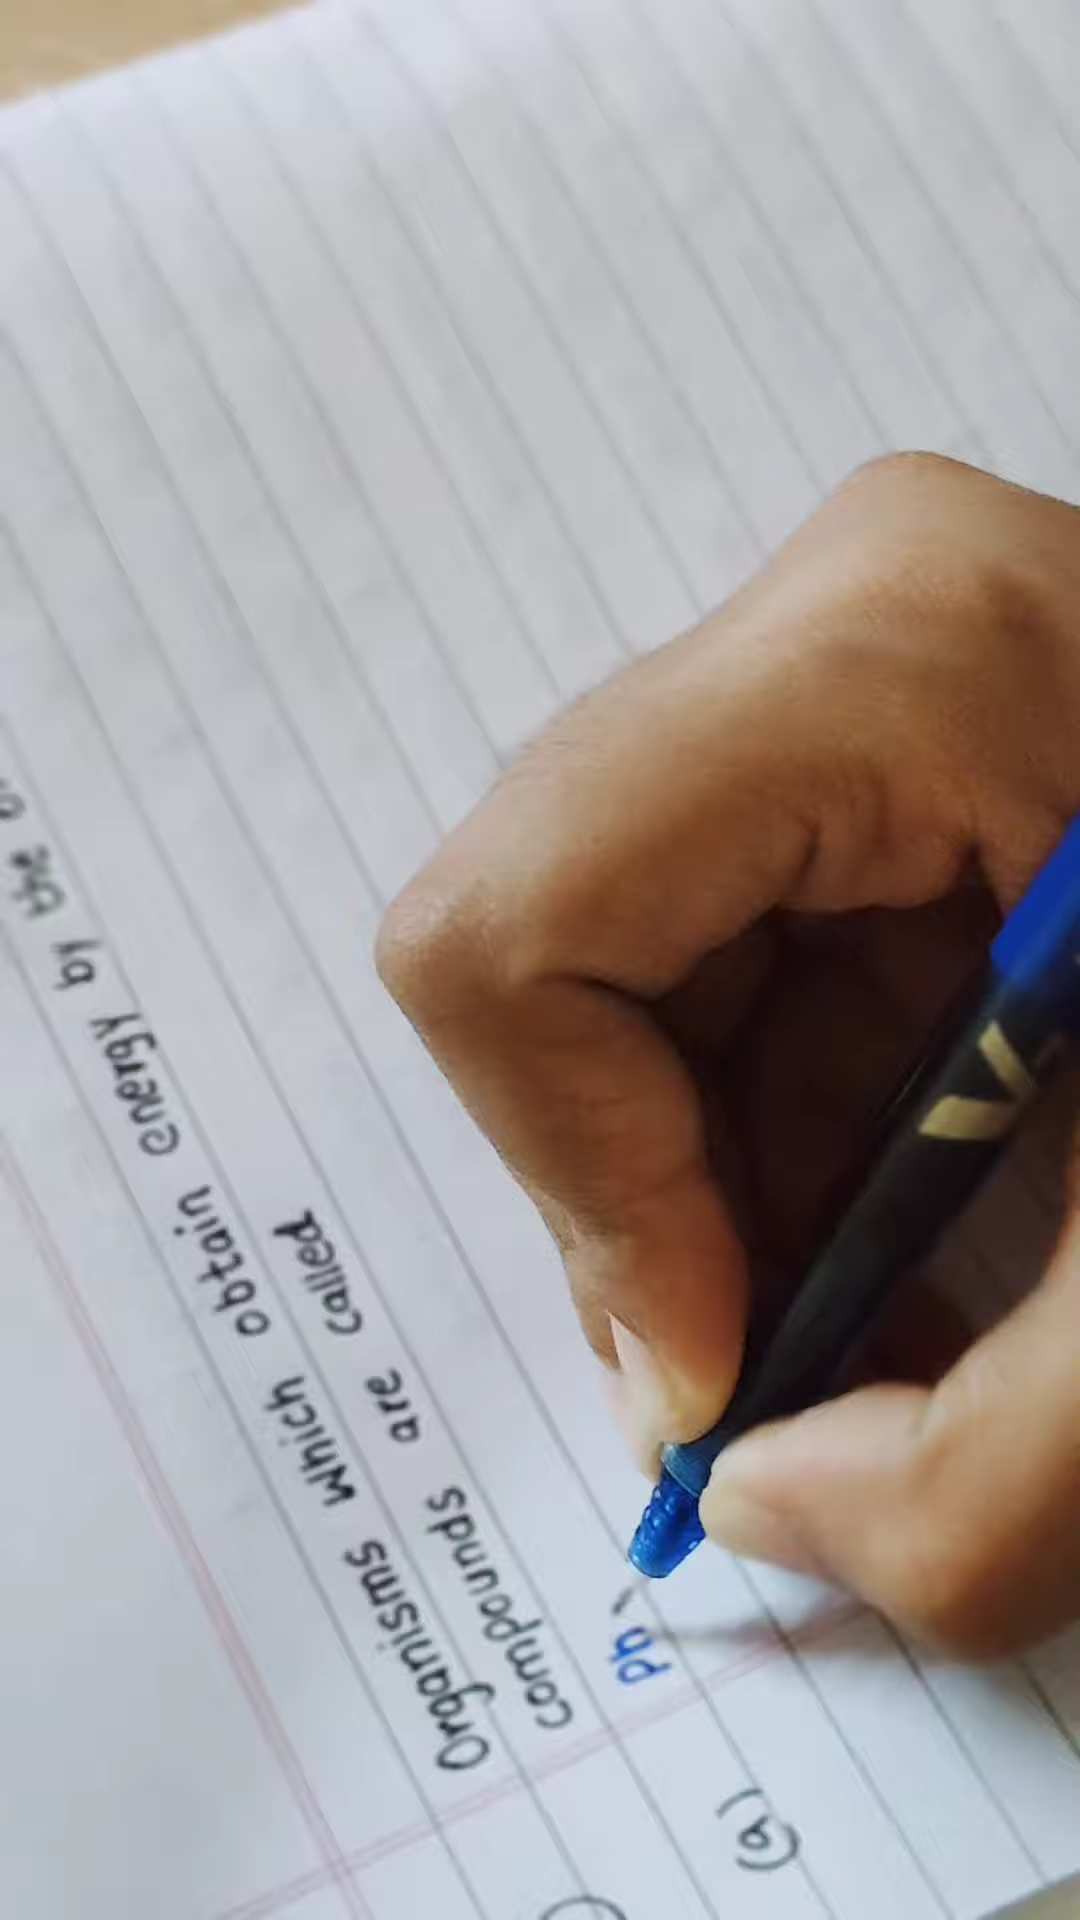 Organisms which obtain energy by the
compounds are called
Ph
(a)